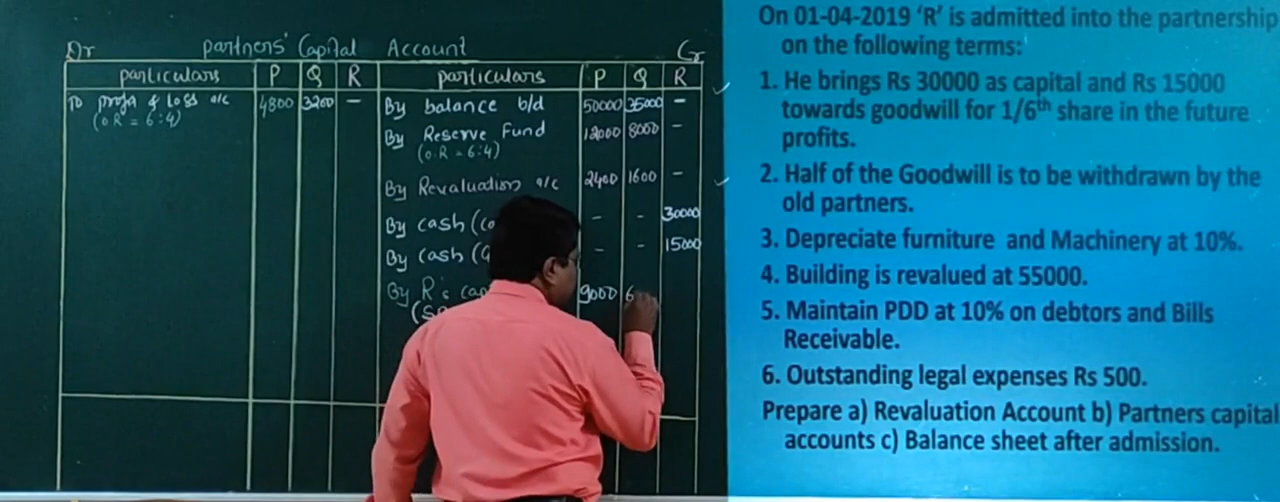 Dr Partners' Capital Account Cr
particulars P Q R particulars P Q R
To profit & Loss a/c 4800 3200 – By balance b/d 50000 35000 –
(O.R = 6:4)
By Reserve Fund 12000 8000 –
(O.R = 6:4)
By Revaluation a/c 2400 1600 –
By cash – – 30000
By cash – – 15000
By R's 9000 6
On 01-04-2019 ‘R’ is admitted into the partnership
on the following terms:
1. He brings Rs 30000 as capital and Rs 15000
towards goodwill for 1/6th share in the future
profits.
2. Half of the Goodwill is to be withdrawn by the
old partners.
3. Depreciate furniture and Machinery at 10%.
4. Building is revalued at 55000.
5. Maintain PDD at 10% on debtors and Bills
Receivable.
6. Outstanding legal expenses Rs 500.
Prepare a) Revaluation Account b) Partners capital
accounts c) Balance sheet after admission.